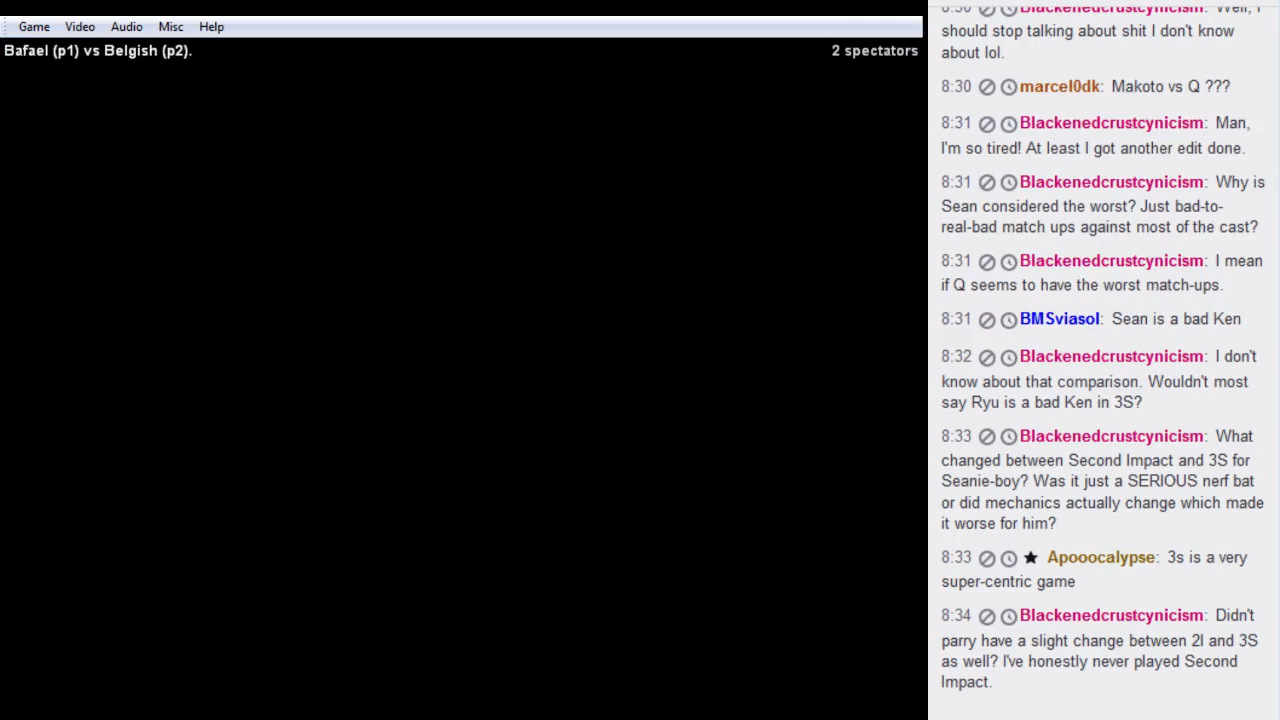 Game Video Audio Misc Help
Bafael (p1) vs Belgish (p2). 2 spectators
8:30 Blackenedcrustcynicism: Well, I
should stop talking about shit I don't know
about lol.
8:30 marcel0dk: Makoto vs Q ???
8:31 Blackenedcrustcynicism: Man,
I'm so tired! At least I got another edit done.
8:31 Blackenedcrustcynicism: Why is
Sean considered the worst? Just bad-to-
real-bad match ups against most of the cast?
8:31 Blackenedcrustcynicism: I mean
if Q seems to have the worst match-ups.
8:31 BMSviasol: Sean is a bad Ken
8:32 Blackenedcrustcynicism: I don't
know about that comparison. Wouldn't most
say Ryu is a bad Ken in 3S?
8:33 Blackenedcrustcynicism: What
changed between Second Impact and 3S for
Seanie-boy? Was it just a SERIOUS nerf bat
or did mechanics actually change which made
it worse for him?
8:33 ★ Apooocalypse: 3s is a very
super-centric game
8:34 Blackenedcrustcynicism: Didn't
parry have a slight change between 2I and 3S
as well? I've honestly never played Second
Impact.